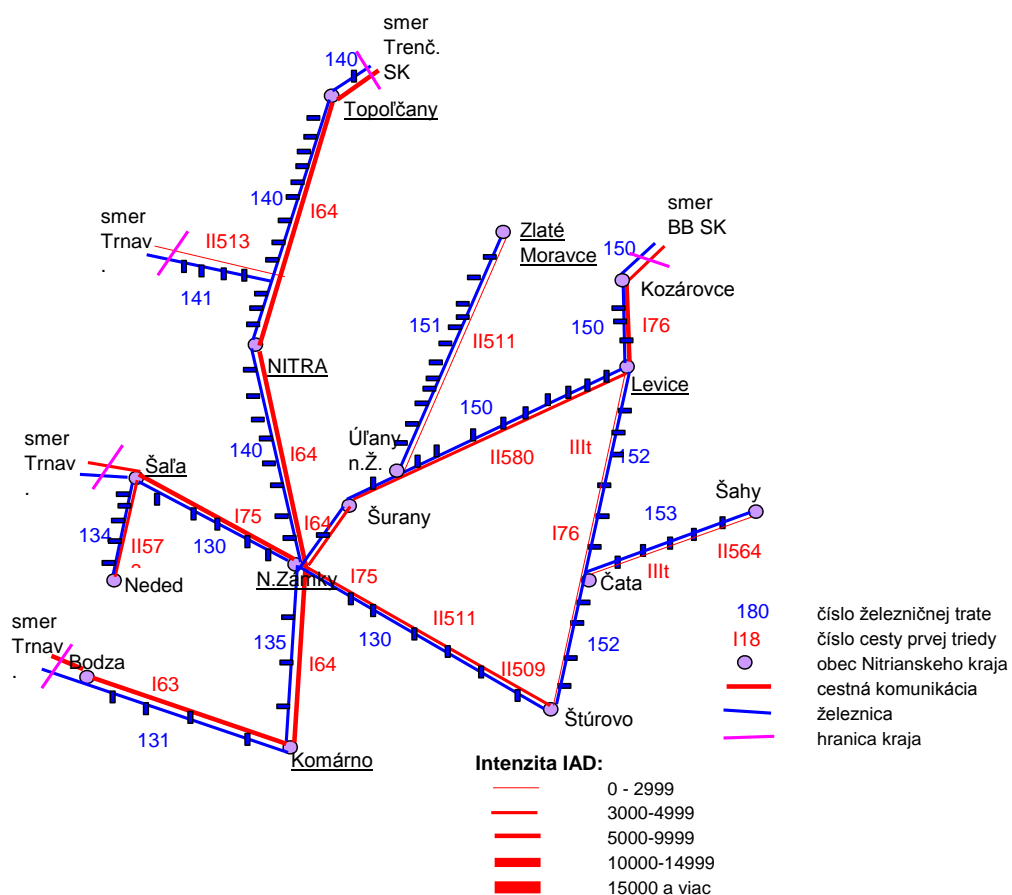 smer
Trenč.
SK
140
Topoľčany
140
I64
smer
Trnav
.
II513
141
Zlaté
Moravce
smer
BB SK
150
Kozárovce
150
I76
151
II511
NITRA
Levice
150
II580
Úľany
n.Ž.
140
I64
smer
Trnav
.
Šaľa
IIIt
152
Šahy
153
II564
IIIt
Šurany
I64
I75
130
134
II57
Neded
N.Zámky
I75
I76
Čata
II511
130
II509
152
Štúrovo
135
I64
smer
Trnav
.
Bodza
I63
131
Komárno
180 číslo železničnej trate
I18 číslo cesty prvej triedy
obec Nitrianskeho kraja
cestná komunikácia
železnica
hranica kraja
Intenzita IAD:
0 - 2999
3000-4999
5000-9999
10000-14999
15000 a viac